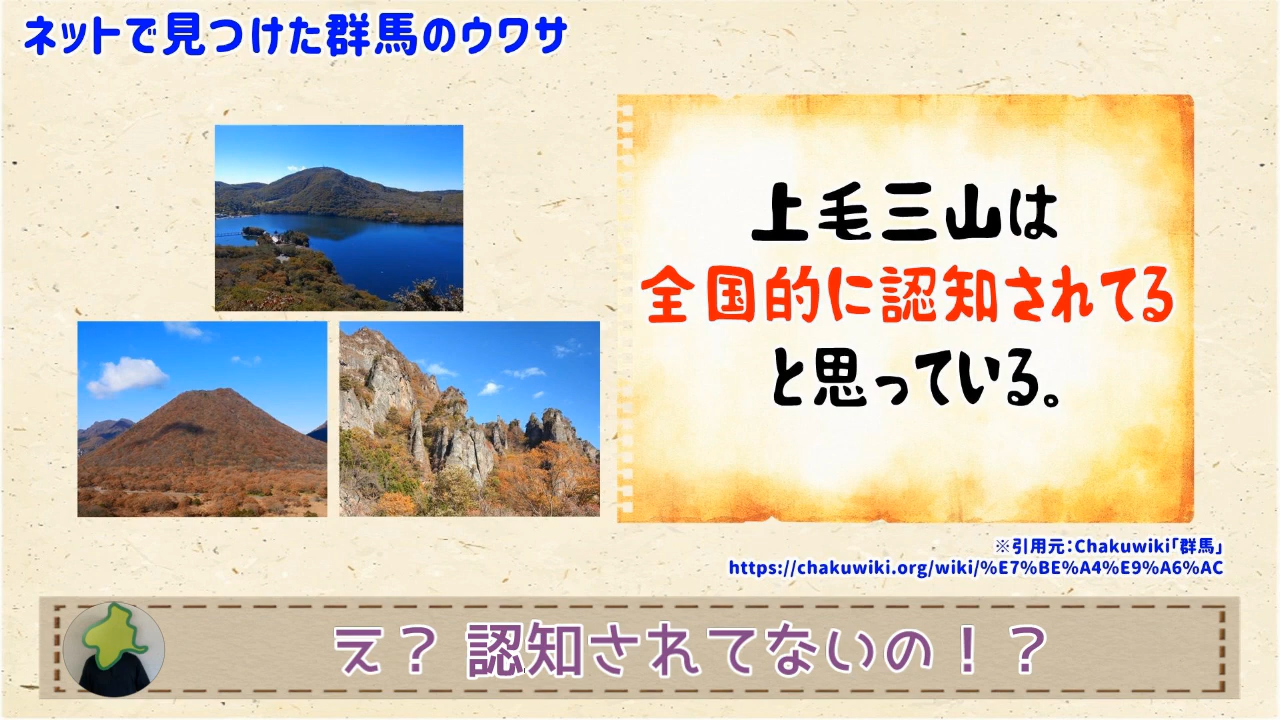 ネットで見つけた群馬のウワサ
上毛三山は
全国的に認知されてる
と思っている。
※引用元：Chakuwiki「群馬」
https://chakuwiki.org/wiki/%E7%BE%A4%E9%A6%AC
え？ 認知されてないの！？